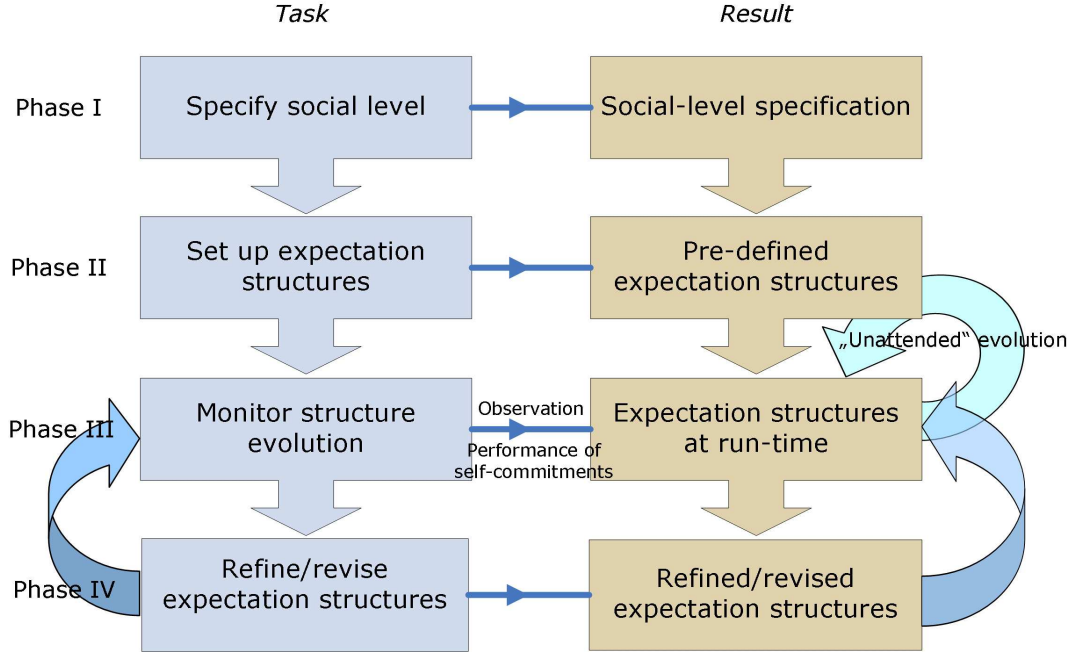 Task
Result
Phase I
Specify social level
Social-level specification
Phase II
Set up expectation
structures
Pre-defined
expectation structures
„Unattended“ evolution
Phase III
Monitor structure
evolution
Observation
Performance of
self-commitments
Expectation structures
at run-time
Phase IV
Refine/revise
expectation structures
Refined/revised
expectation structures